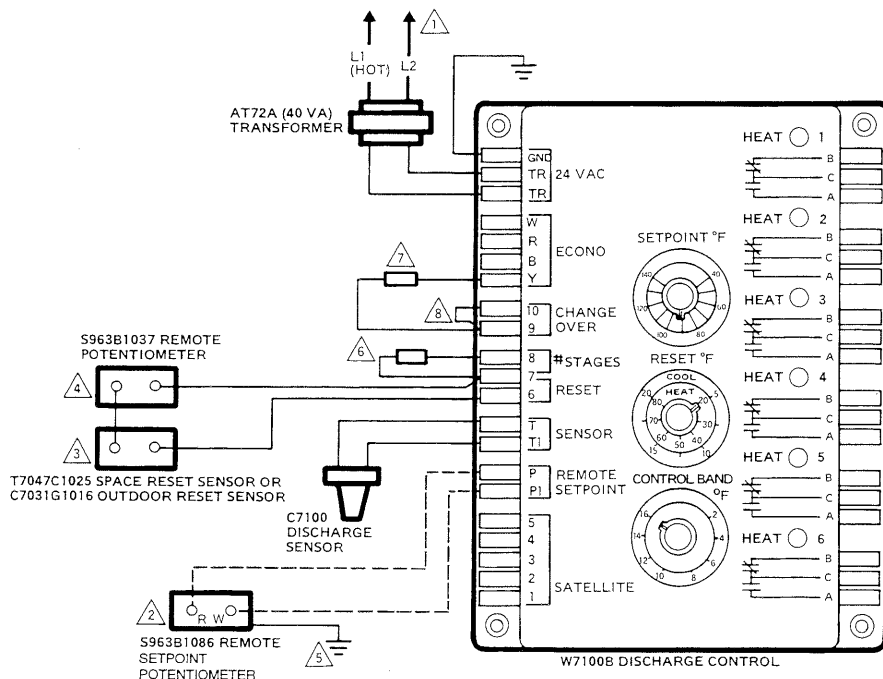 1
L1
(HOT)
L2
AT72A (40 VA)
TRANSFORMER
GND
TR
TR
24 VAC
W
R
B
Y
ECONO
7
8
10
9
CHANGE
OVER
6
8
7
6
#STAGES
RESET
S963B1037 REMOTE
POTENTIOMETER
4
3
T7047C1025 SPACE RESET SENSOR OR
C7031G1016 OUTDOOR RESET SENSOR
T
T1
SENSOR
C7100
DISCHARGE
SENSOR
P
P1
REMOTE
SETPOINT
5
4
3
2
1
SATELLITE
2
R W
5
S963B1086 REMOTE
SETPOINT
POTENTIOMETER
SETPOINT °F
140
40
120
60
100
80
RESET °F
COOL
HEAT
20
80
20
5
70
30
15
60
50
40
10
CONTROL BAND
°F
16
2
14
4
12
6
10
8
HEAT 1
B
C
A
HEAT 2
B
C
A
HEAT 3
B
C
A
HEAT 4
B
C
A
HEAT 5
B
C
A
HEAT 6
B
C
A
W7100B DISCHARGE CONTROL